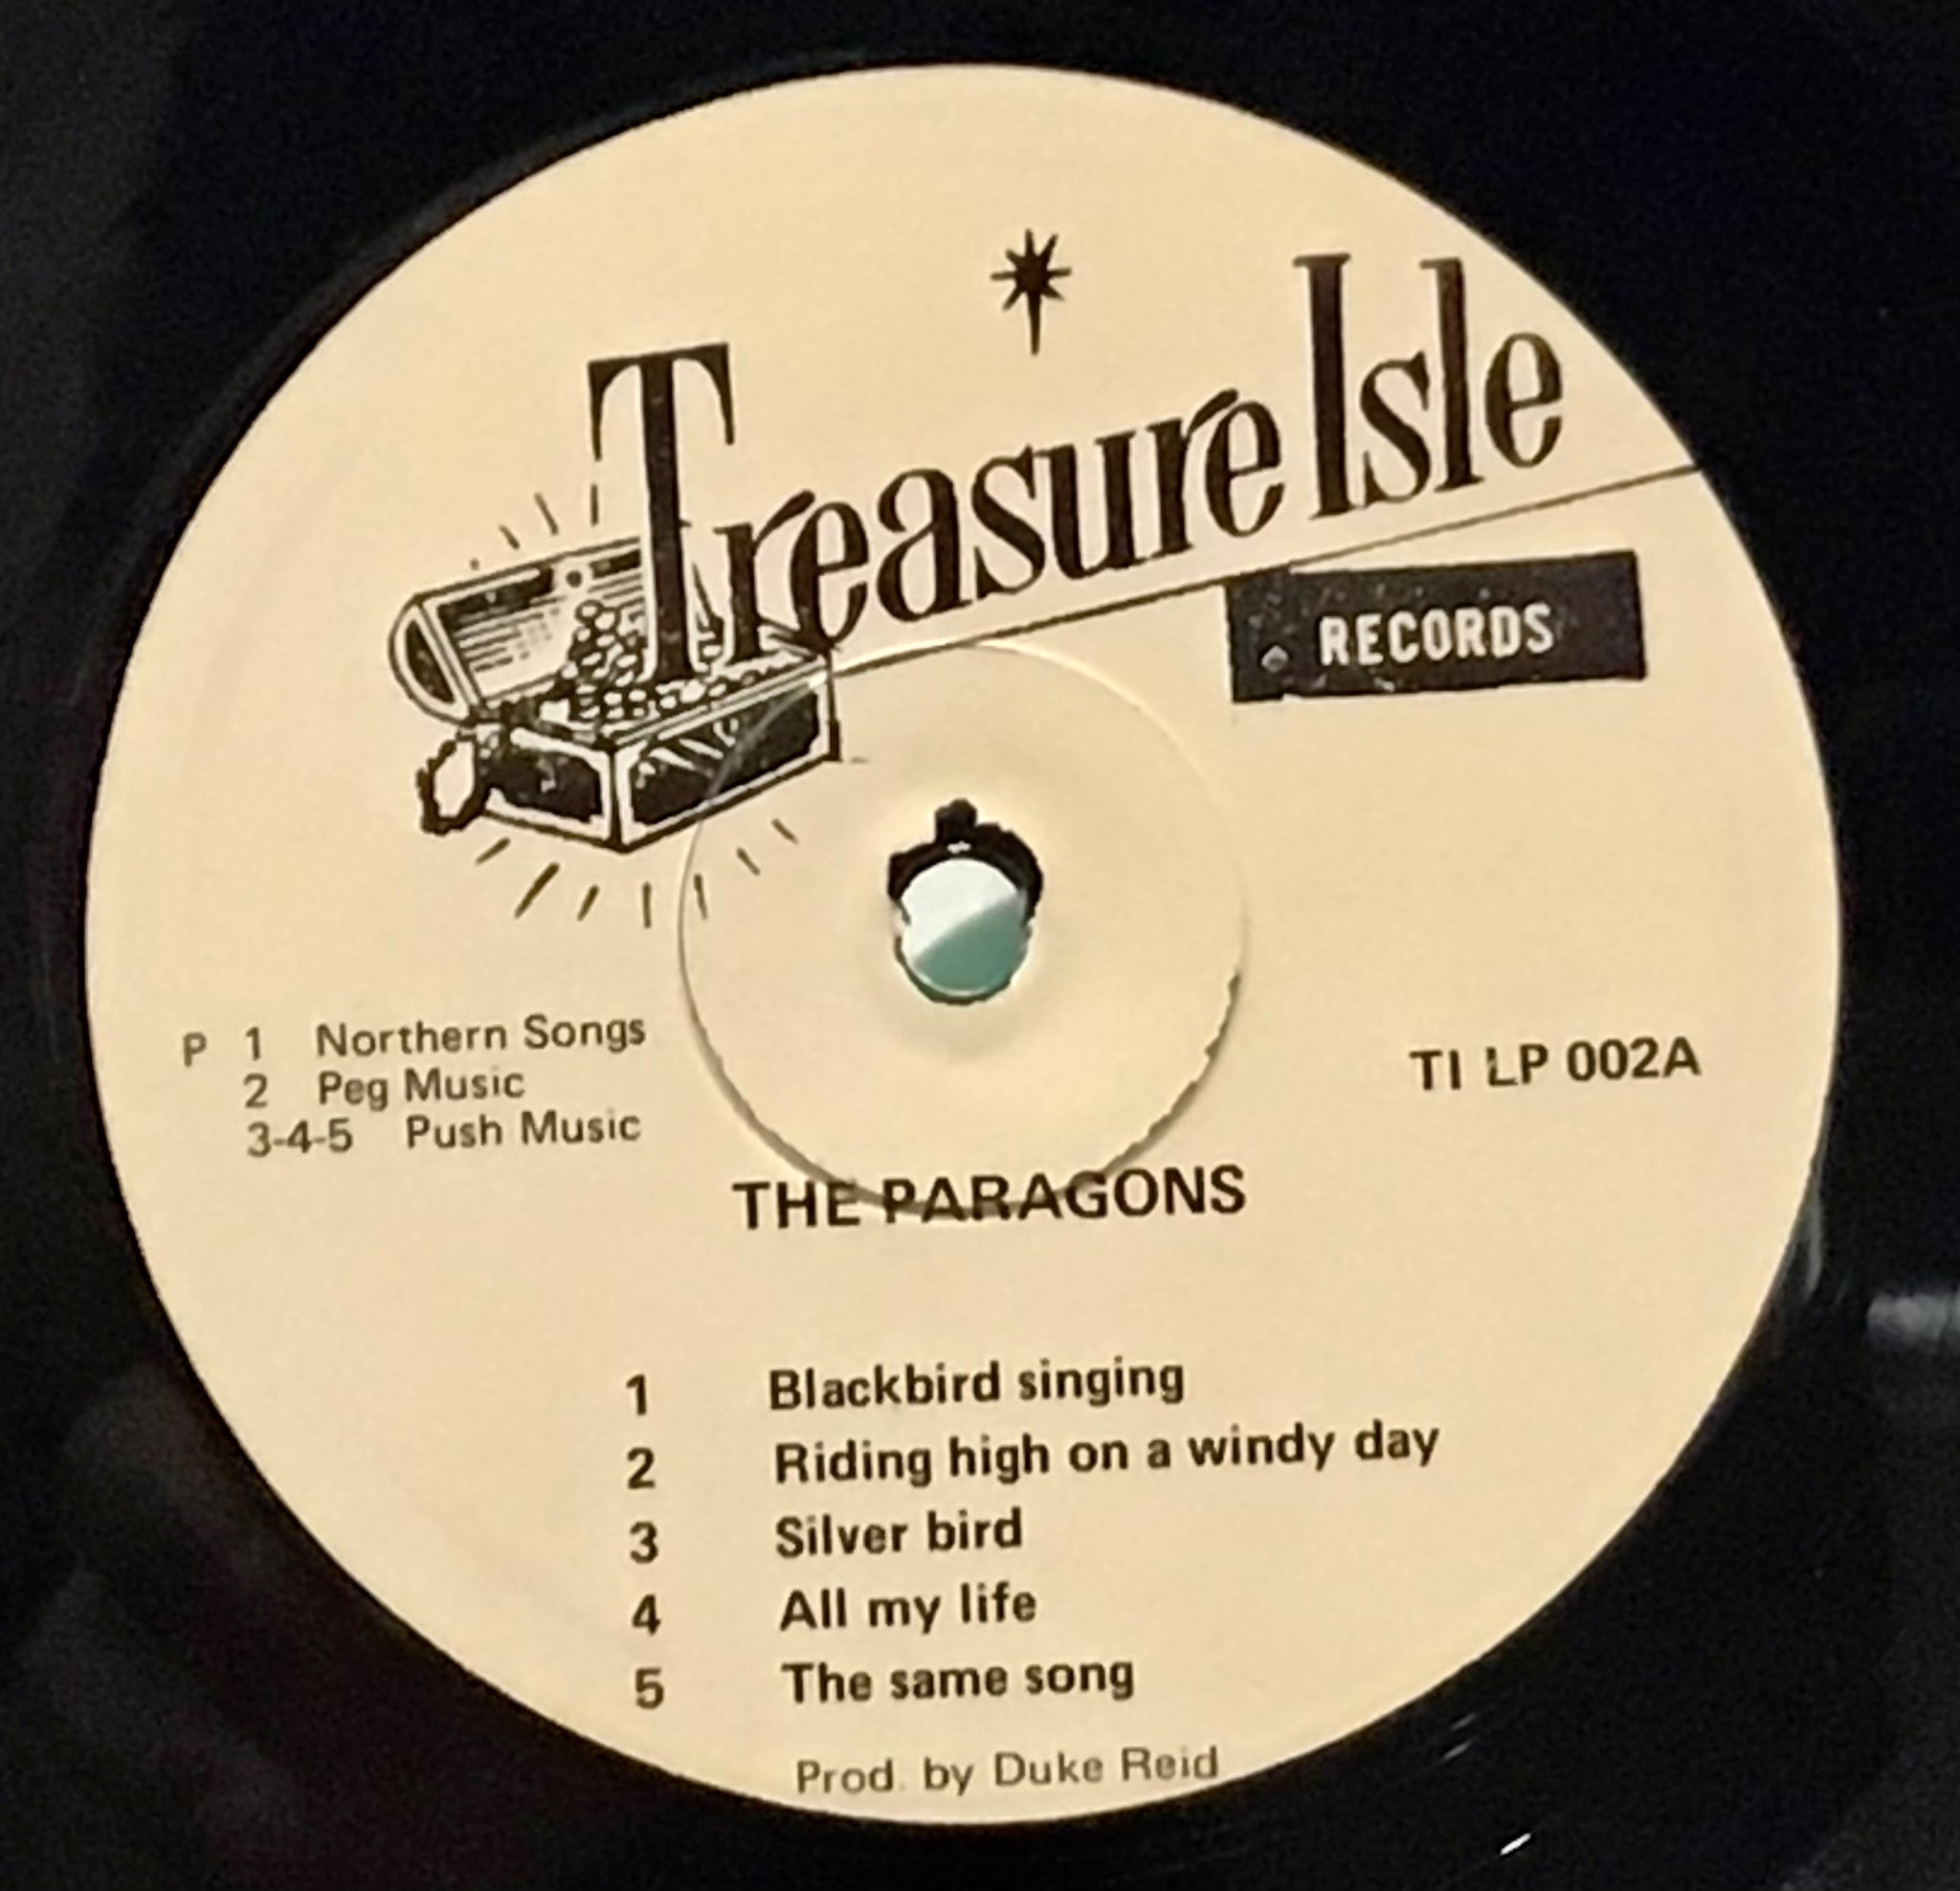 Treasure Isle
RECORDS
P 1 Northern Songs
2 Peg Music
3-4-5 Push Music
TI LP 002A
THE PARAGONS
1 Blackbird singing
2 Riding high on a windy day
3 Silver bird
4 All my life
5 The same song
Prod. by Duke Reid